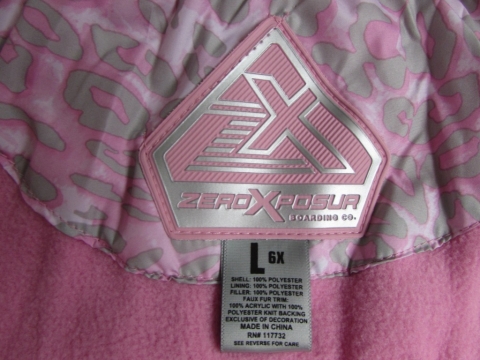 ZEROXPOSUR
BOARDING CO.
L 6X
SHELL: 100% POLYESTER
LINING: 100% POLYESTER
FILLER: 100% POLYESTER
FAUX FUR TRIM:
100% ACRYLIC WITH 100%
POLYESTER KNIT BACKING
EXCLUSIVE OF DECORATION
MADE IN CHINA
RN# 117732
SEE REVERSE FOR CARE